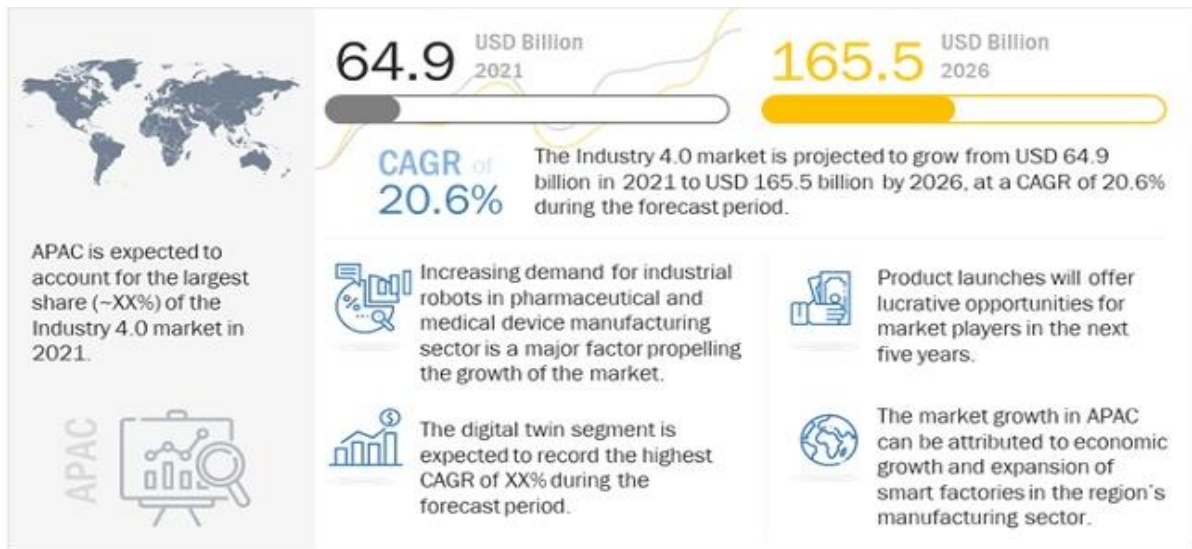 64.9
USD Billion
2021
165.5
USD Billion
2026
CAGR of
20.6%
The Industry 4.0 market is projected to grow from USD 64.9
billion in 2021 to USD 165.5 billion by 2026, at a CAGR of 20.6%
during the forecast period.
APAC is expected to
account for the largest
share (~XX%) of the
Industry 4.0 market in
2021.
APAC
Increasing demand for industrial
robots in pharmaceutical and
medical device manufacturing
sector is a major factor propelling
the growth of the market.
Product launches will offer
lucrative opportunities for
market players in the next
five years.
The digital twin segment is
expected to record the highest
CAGR of XX% during the
forecast period.
The market growth in APAC
can be attributed to economic
growth and expansion of
smart factories in the region's
manufacturing sector.